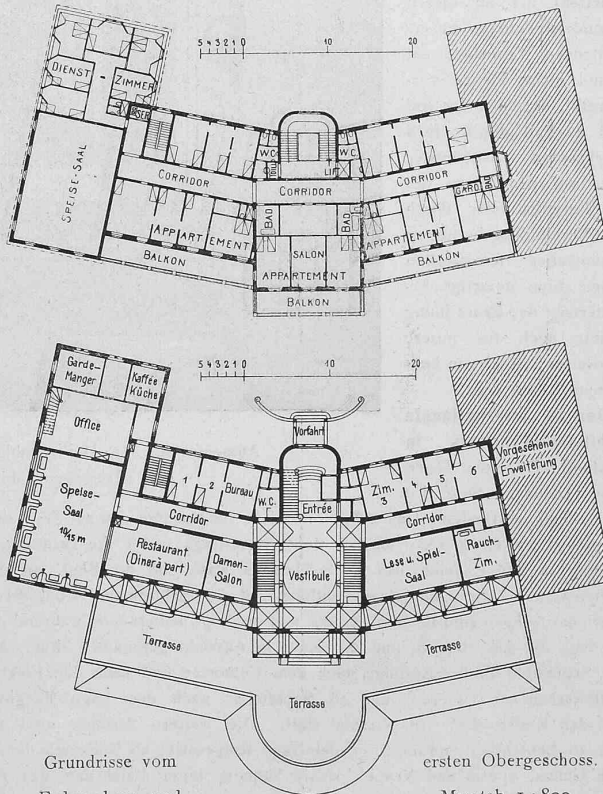 5 4 3 2 1 0 10 20
DIENST - ZIMMER
SPEISE-SAAL
W.C. W.C.
LIFT
CORRIDOR CORRIDOR CORRIDOR
BAD BAD GARD. BAD
APPARTEMENT SALON APPARTEMENT
APPARTEMENT
BALKON BALKON
BALKON
5 4 3 2 1 0 10 20
Garde-Manger
Kaffee Küche
Office
Vorfahrt
Vorgesehene Erweiterung
1 2 Bureau W.C. Entrée Zim. 3 4 5 6
Speise-Saal
10/15 m
Corridor Corridor
Restaurant (Diner à part)
Damen-Salon
Vestibule
Lese u. Spiel-Saal
Rauch-Zim.
Terrasse Terrasse
Terrasse
Grundrisse vom ersten Obergeschoss.